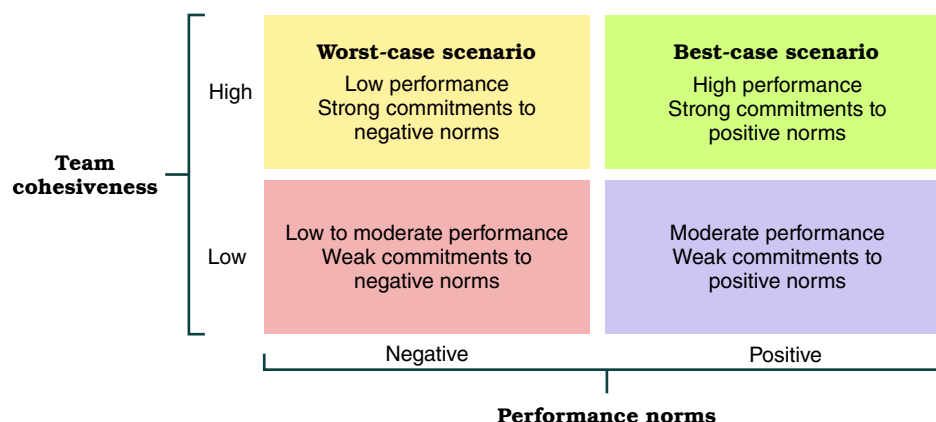 Worst-case scenario
Low performance
Strong commitments to
negative norms
Best-case scenario
High performance
Strong commitments to
positive norms
High
Team
cohesiveness
Low
Low to moderate performance
Weak commitments to
negative norms
Moderate performance
Weak commitments to
positive norms
Negative
Positive
Performance norms